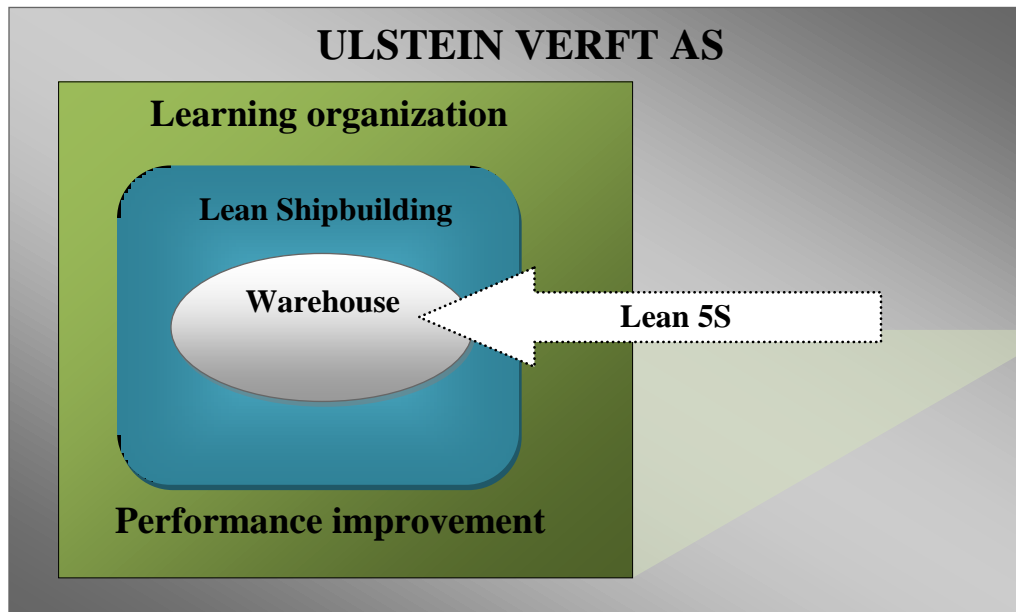 ULSTEIN VERFT AS
Learning organization
Lean Shipbuilding
Warehouse
Lean 5S
Performance improvement